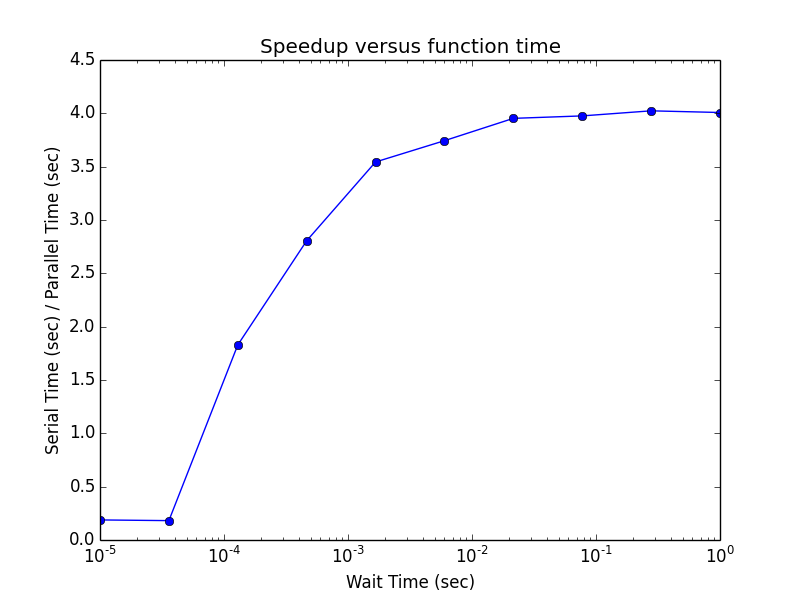 Speedup versus function time
Serial Time (sec) / Parallel Time (sec)
4.5
4.0
3.5
3.0
2.5
2.0
1.5
1.0
0.5
0.0
10^-5 10^-4 10^-3 10^-2 10^-1 10^0
Wait Time (sec)